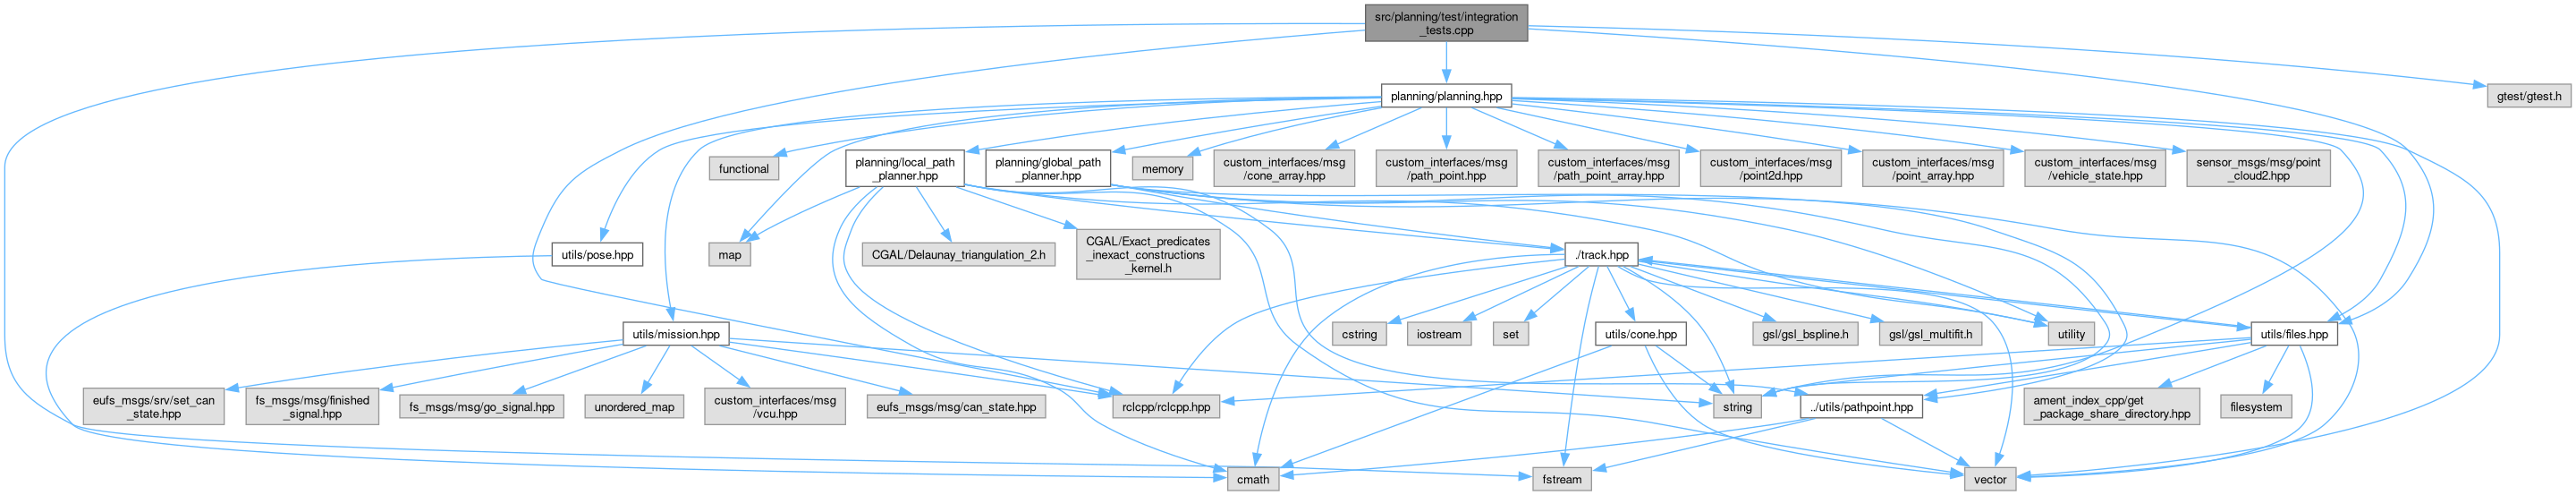 src/planning/test/integration
_tests.cpp
planning/planning.hpp
gtest/gtest.h
functional
planning/local_path
_planner.hpp
planning/global_path
_planner.hpp
memory
custom_interfaces/msg
/cone_array.hpp
custom_interfaces/msg
/path_point.hpp
custom_interfaces/msg
/path_point_array.hpp
custom_interfaces/msg
/point2d.hpp
custom_interfaces/msg
/point_array.hpp
custom_interfaces/msg
/vehicle_state.hpp
sensor_msgs/msg/point
_cloud2.hpp
utils/pose.hpp
map
CGAL/Delaunay_triangulation_2.h
CGAL/Exact_predicates
_inexact_constructions
_kernel.h
./track.hpp
utils/mission.hpp
cstring
iostream
set
utils/cone.hpp
gsl/gsl_bspline.h
gsl/gsl_multifit.h
utility
utils/files.hpp
eufs_msgs/srv/set_can
_state.hpp
fs_msgs/msg/finished
_signal.hpp
fs_msgs/msg/go_signal.hpp
unordered_map
custom_interfaces/msg
/vcu.hpp
eufs_msgs/msg/can_state.hpp
rclcpp/rclcpp.hpp
string
../utils/pathpoint.hpp
ament_index_cpp/get
_package_share_directory.hpp
filesystem
cmath
fstream
vector